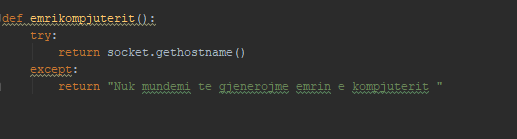 def emrikompjuterit():
    try:
        return socket.gethostname()
    except:
        return "Nuk mundemi te gjenerojme emrin e kompjuterit "